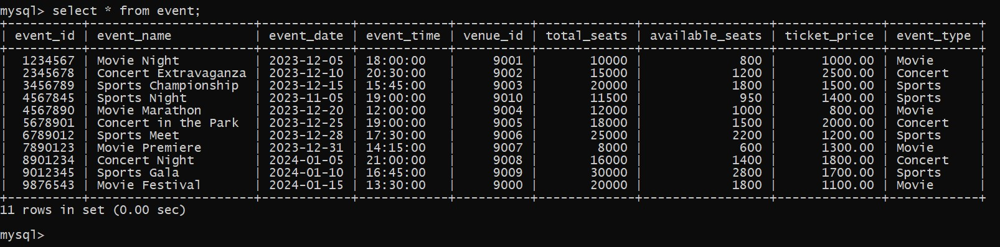 mysql> select * from event;
+----------+----------------------+------------+------------+----------+-------------+-----------------+--------------+------------+
| event_id | event_name           | event_date | event_time | venue_id | total_seats | available_seats | ticket_price | event_type |
+----------+----------------------+------------+------------+----------+-------------+-----------------+--------------+------------+
|  1234567 | Movie Night          | 2023-12-05 | 18:00:00   |     9001 |       10000 |             800 |      1000.00 | Movie      |
|  2345678 | Concert Extravaganza | 2023-12-10 | 20:30:00   |     9002 |       15000 |            1200 |      2500.00 | Concert    |
|  3456789 | Sports Championship  | 2023-12-15 | 15:45:00   |     9003 |       20000 |            1800 |      1500.00 | Sports     |
|  4567845 | Sports Night         | 2023-11-05 | 19:00:00   |     9010 |       11500 |             950 |      1400.00 | Sports     |
|  4567890 | Movie Marathon       | 2023-12-20 | 12:00:00   |     9004 |       12000 |            1000 |       800.00 | Movie      |
|  5678901 | Concert in the Park  | 2023-12-25 | 19:00:00   |     9005 |       18000 |            1500 |      2000.00 | Concert    |
|  6789012 | Sports Meet          | 2023-12-28 | 17:30:00   |     9006 |       25000 |            2200 |      1200.00 | Sports     |
|  7890123 | Movie Premiere       | 2023-12-31 | 14:15:00   |     9007 |        8000 |             600 |      1300.00 | Movie      |
|  8901234 | Concert Night        | 2024-01-05 | 21:00:00   |     9008 |       16000 |            1400 |      1800.00 | Concert    |
|  9012345 | Sports Gala          | 2024-01-10 | 16:45:00   |     9009 |       30000 |            2800 |      1700.00 | Sports     |
|  9876543 | Movie Festival       | 2024-01-15 | 13:30:00   |     9000 |       20000 |            1800 |      1100.00 | Movie      |
+----------+----------------------+------------+------------+----------+-------------+-----------------+--------------+------------+
11 rows in set (0.00 sec)
mysql>